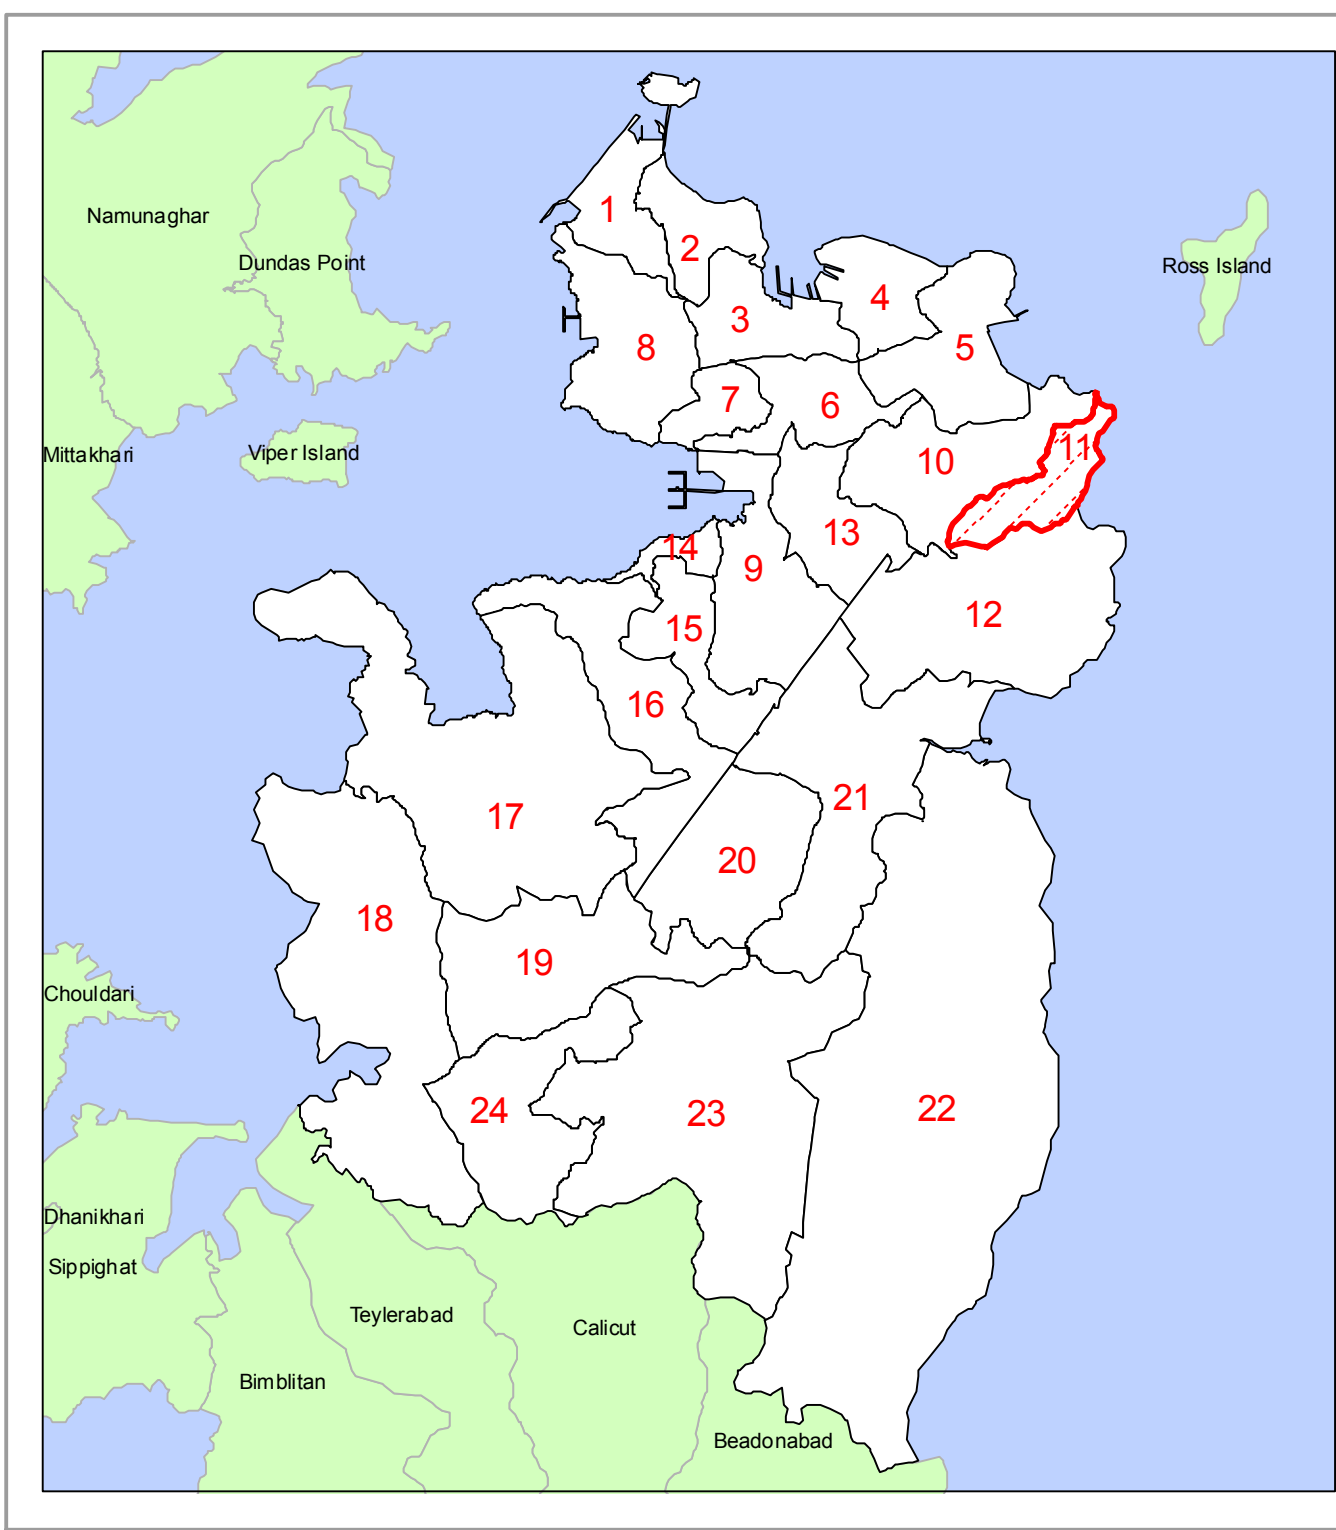 1
Namunaghar
2
Dundas Point
Ross Island
4
3
8
5
7
6
Viper Island
Mittakhari
11
10
13
14
9
12
15
16
21
17
20
18
19
Chouldari
24
23
22
Dhanikhari
Sippighat
Teylerabad
Calicut
Bimblitan
Beadonabad